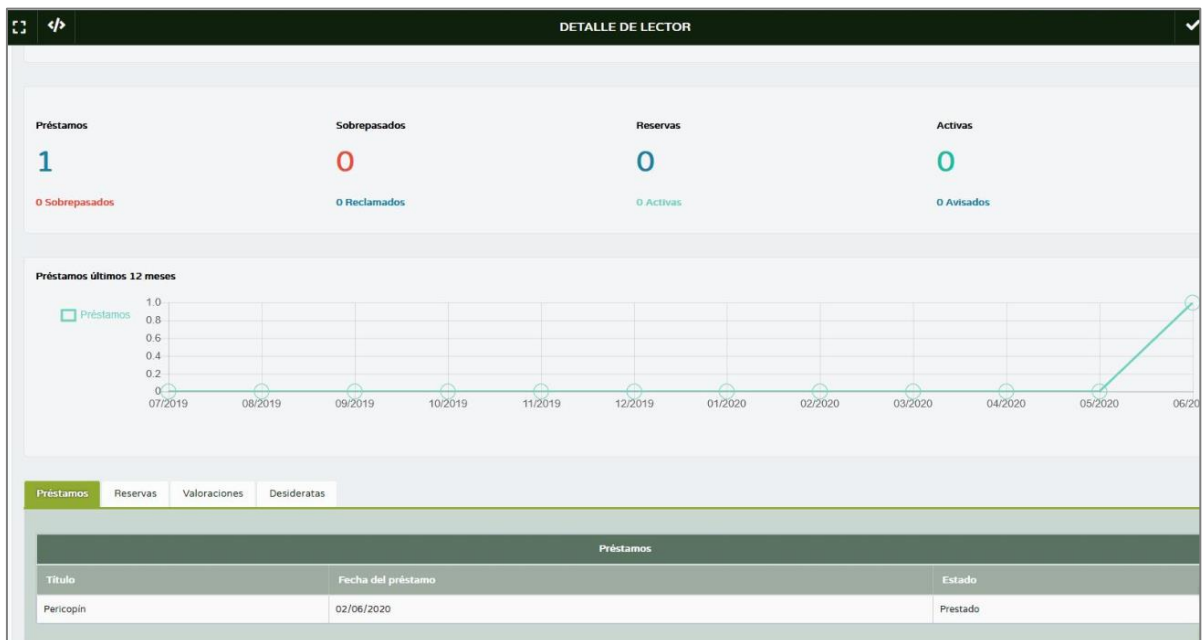 DETALLE DE LECTOR
Préstamos Sobrepasados Reservas Activas
1 0 0 0
0 Sobrepasados 0 Reclamados 0 Activas 0 Avisados
Préstamos últimos 12 meses
Préstamos
1.0
0.8
0.6
0.4
0.2
0
07/2019 08/2019 09/2019 10/2019 11/2019 12/2019 01/2020 02/2020 03/2020 04/2020 05/2020 06/20
Préstamos Reservas Valoraciones Desideratas
Préstamos
Título Fecha del préstamo Estado
Pericopín 02/06/2020 Prestado